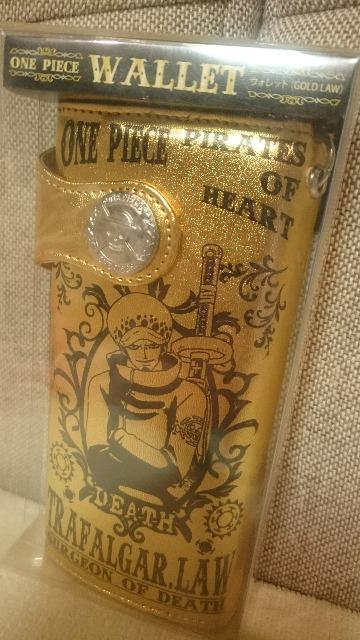 ONE PIECE WALLET ウォレット (GOLD LAW)
ONE PIECE PIRATES
OF
HEART
DEATH
TRAFALGAR.LAW
SURGEON OF DEATH